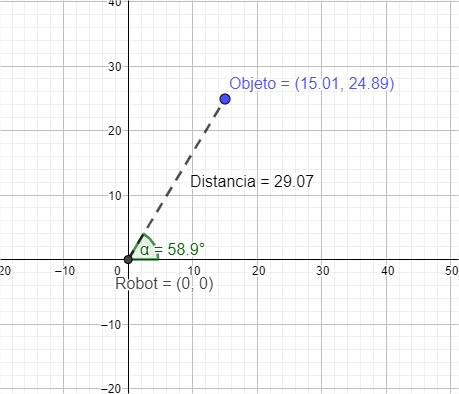 40
30
Objeto = (15.01, 24.89)
20
Distancia = 29.07
10
α = 58.9°
20 −10 0 10 20 30 40 50
Robot = (0, 0)
−10
−20